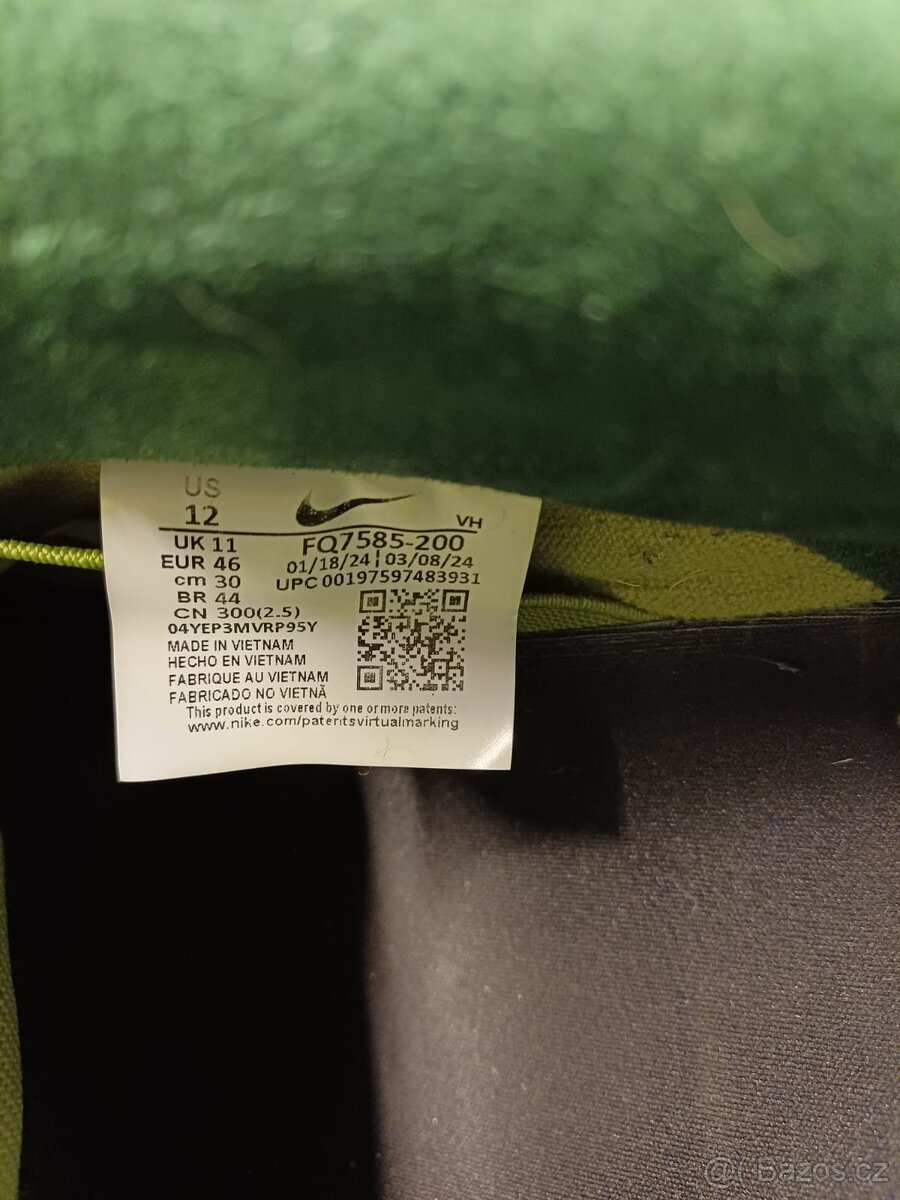 US
12
VH
UK 11
FQ7585-200
EUR 46
01/18/24 | 03/08/24
cm 30
UPC 00197597483931
BR 44
CN 300(2.5)
04YEP3MVRP95Y
MADE IN VIETNAM
HECHO EN VIETNAM
FABRIQUE AU VIETNAM
FABRICADO NO VIETNÃ
This product is covered by one or more patents:
www.nike.com/patentsvirtualmarking
@ Bazos.cz